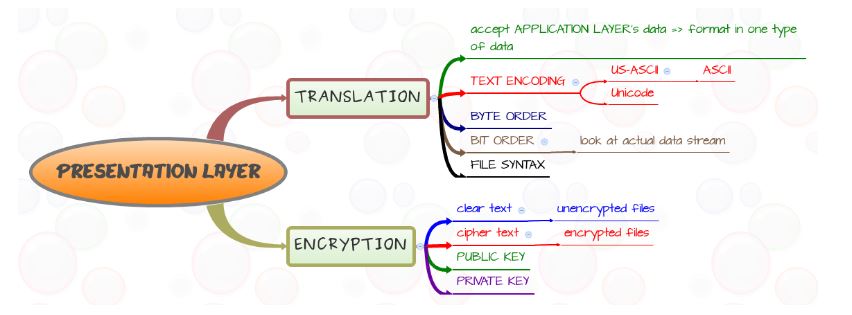 accept APPLICATION LAYER's data => format in one type
of data
TRANSLATION
TEXT ENCODING
US-ASCII
ASCII
Unicode
BYTE ORDER
BIT ORDER
look at actual data stream
FILE SYNTAX
PRESENTATION LAYER
ENCRYPTION
clear text
unencrypted files
cipher text
encrypted files
PUBLIC KEY
PRIVATE KEY